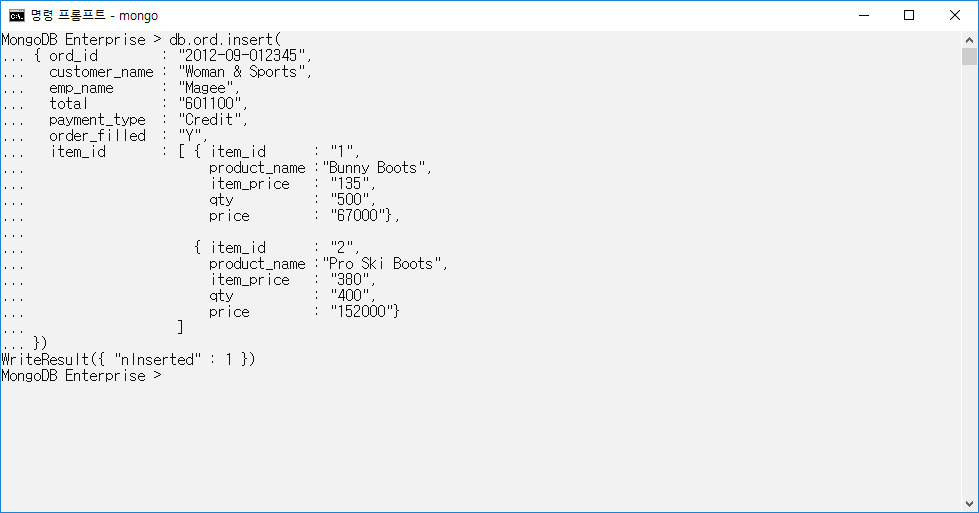 명령 프롬프트 - mongo
MongoDB Enterprise > db.ord.insert(
... { ord_id        : "2012-09-012345",
...   customer_name : "Woman & Sports",
...   emp_name      : "Magee",
...   total         : "601100",
...   payment_type  : "Credit",
...   order_filled  : "Y",
...   item_id       : [ { item_id      : "1",
...                       product_name :"Bunny Boots",
...                       item_price   : "135",
...                       qty          : "500",
...                       price        : "67000"},
...
...                     { item_id      : "2",
...                       product_name :"Pro Ski Boots",
...                       item_price   : "380",
...                       qty          : "400",
...                       price        : "152000"}
...                   ]
... })
WriteResult({ "nInserted" : 1 })
MongoDB Enterprise >